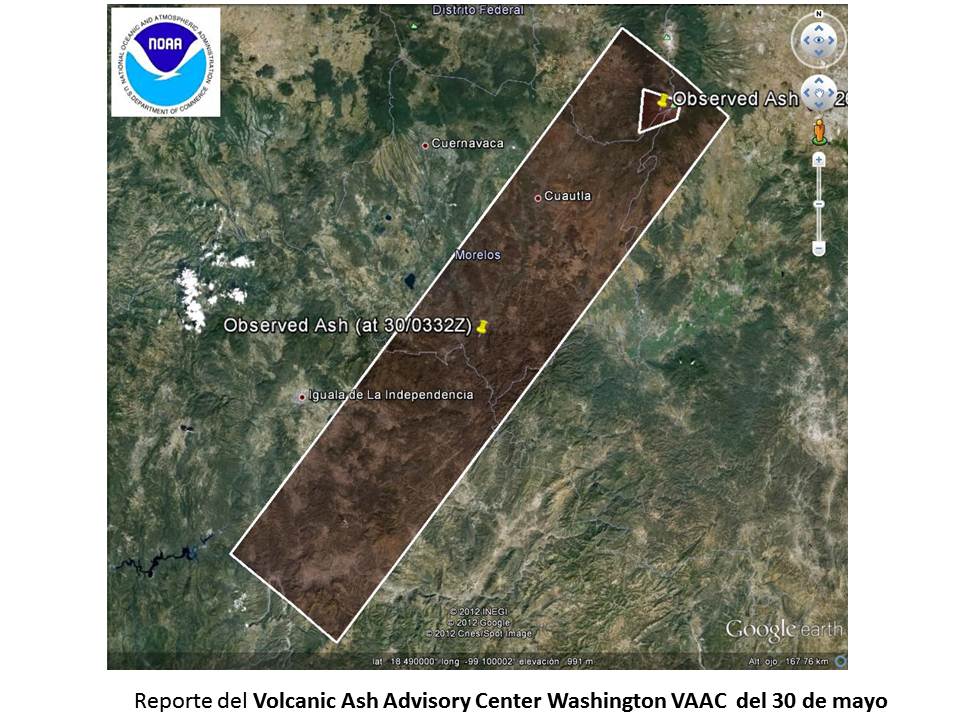 Distrito Federal
NATIONAL OCEANIC AND ATMOSPHERIC ADMINISTRATION
NOAA
U.S. DEPARTMENT OF COMMERCE
N
Observed Ash
Cuernavaca
Cuautla
Morelos
Observed Ash (at 30/0332Z)
Iguala de La Independencia
© 2012 INEGI
© 2012 Google
© 2012 Cnes/Spot Image
Google earth
lat 18.490000° long -99.100002° elevación 991 m
Alt. ojo 167.76 km
Reporte del Volcanic Ash Advisory Center Washington VAAC del 30 de mayo